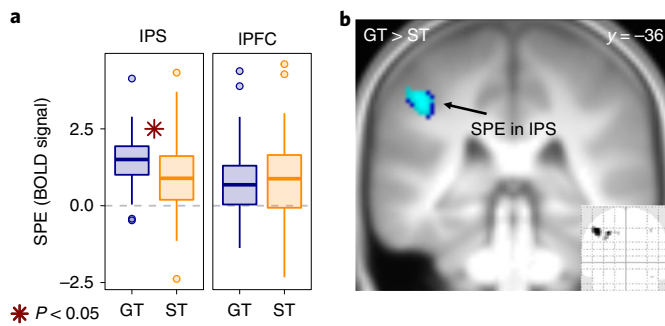 a
IPS
lPFC
SPE (BOLD signal)
2.5
0.0
−2.5
GT
ST
GT
ST
P < 0.05
b
GT > ST
y = −36
SPE in IPS